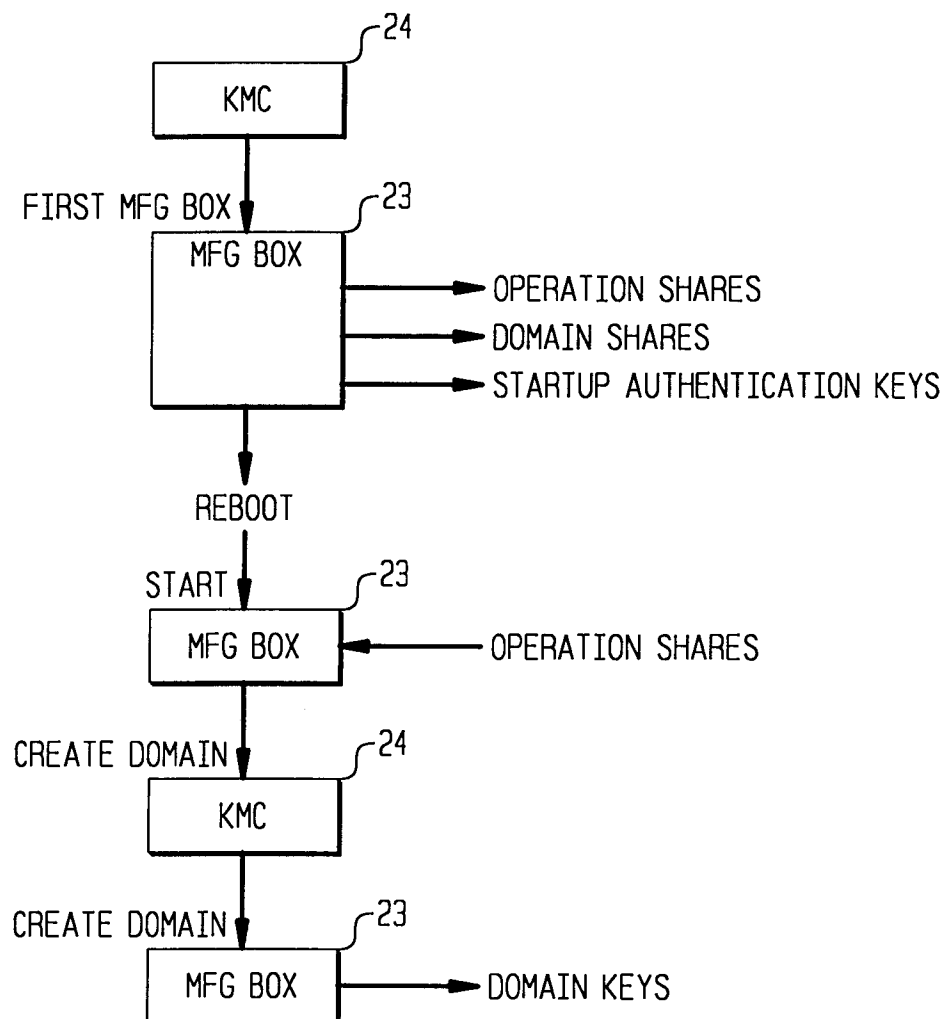 24
KMC
FIRST MFG BOX
23
MFG BOX
OPERATION SHARES
DOMAIN SHARES
STARTUP AUTHENTICATION KEYS
REBOOT
START
23
MFG BOX
OPERATION SHARES
CREATE DOMAIN
24
KMC
CREATE DOMAIN
23
MFG BOX
DOMAIN KEYS